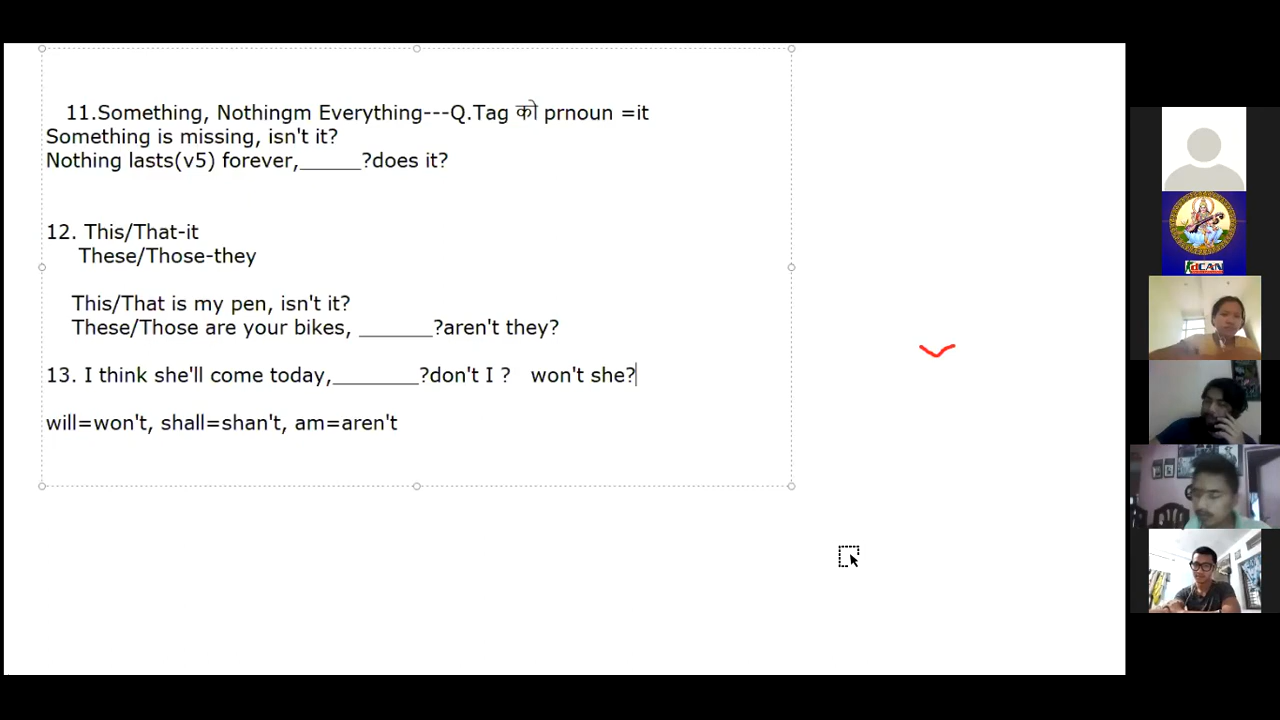 11.Something, Nothingm Everything---Q.Tag को prnoun =it
Something is missing, isn't it?
Nothing lasts(v5) forever,______?does it?
12. This/That-it
These/Those-they
This/That is my pen, isn't it?
These/Those are your bikes, _______?aren't they?
13. I think she'll come today,________?don't I ?   won't she?
will=won't, shall=shan't, am=aren't